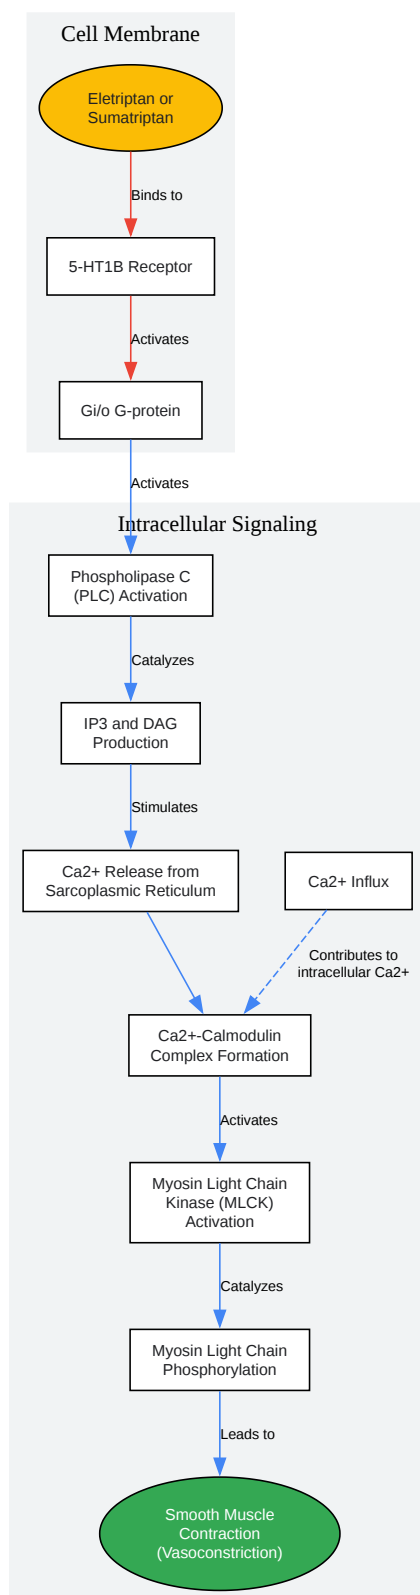 Cell Membrane
Eletriptan or
Sumatriptan
Binds to
5-HT1B Receptor
Activates
Gi/o G-protein
Activates
Intracellular Signaling
Phospholipase C
(PLC) Activation
Catalyzes
IP3 and DAG
Production
Stimulates
Ca2+ Release from
Sarcoplasmic Reticulum
Ca2+ Influx
Contributes to
intracellular Ca2+
Ca2+-Calmodulin
Complex Formation
Activates
Myosin Light Chain
Kinase (MLCK)
Activation
Catalyzes
Myosin Light Chain
Phosphorylation
Leads to
Smooth Muscle
Contraction
(Vasoconstriction)